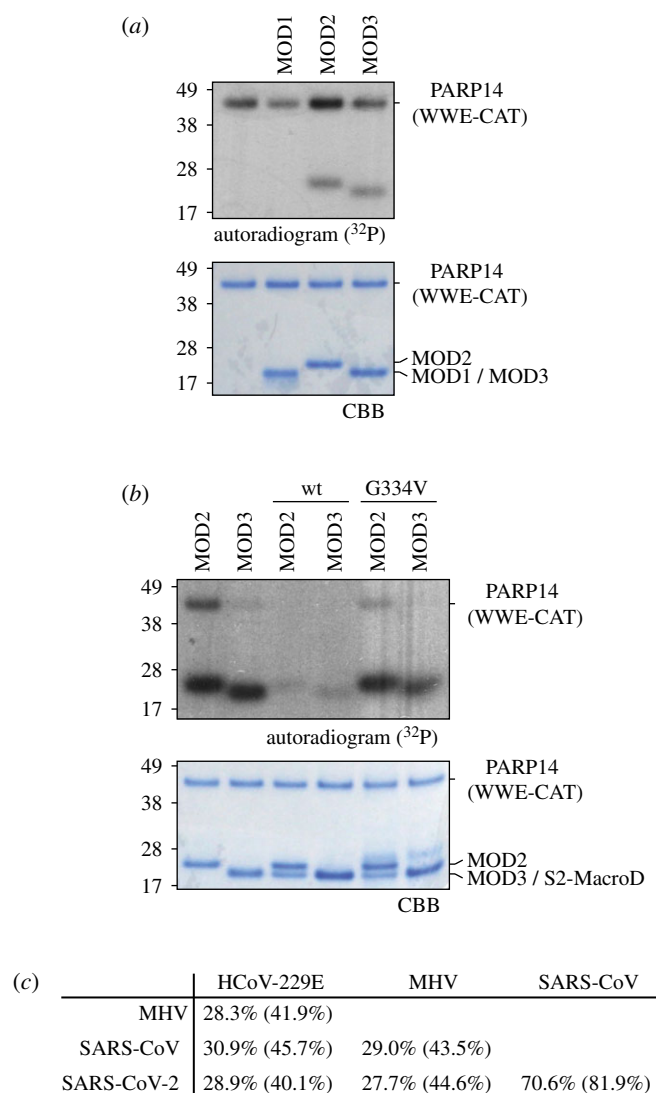 (a)
MOD1 MOD2 MOD3
49 PARP14
38 (WWE-CAT)
28
17
autoradiogram (³²P)
49 PARP14
38 (WWE-CAT)
28 MOD2
17 MOD1 / MOD3
CBB
(b)
wt G334V
MOD2 MOD3 MOD2 MOD3 MOD2 MOD3
49 PARP14
38 (WWE-CAT)
28
17
autoradiogram (³²P)
49 PARP14
38 (WWE-CAT)
28 MOD2
17 MOD3 / S2-MacroD
CBB
(c)
HCoV-229E MHV SARS-CoV
MHV 28.3% (41.9%)
SARS-CoV 30.9% (45.7%) 29.0% (43.5%)
SARS-CoV-2 28.9% (40.1%) 27.7% (44.6%) 70.6% (81.9%)